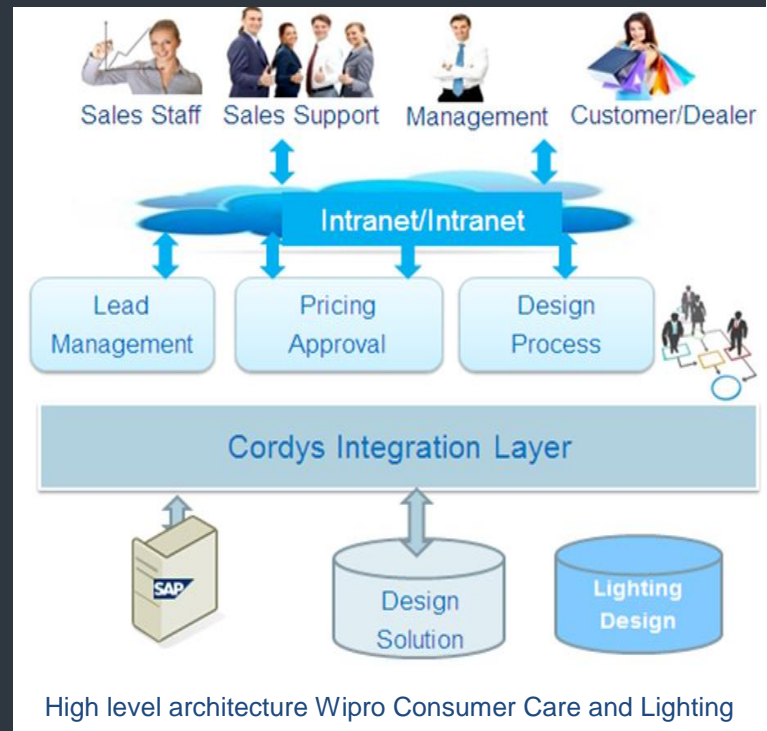 Sales Staff Sales Support Management Customer/Dealer
Intranet/Intranet
Lead
Management
Pricing
Approval
Design
Process
Cordys Integration Layer
SAP
Design
Solution
Lighting
Design
High level architecture Wipro Consumer Care and Lighting